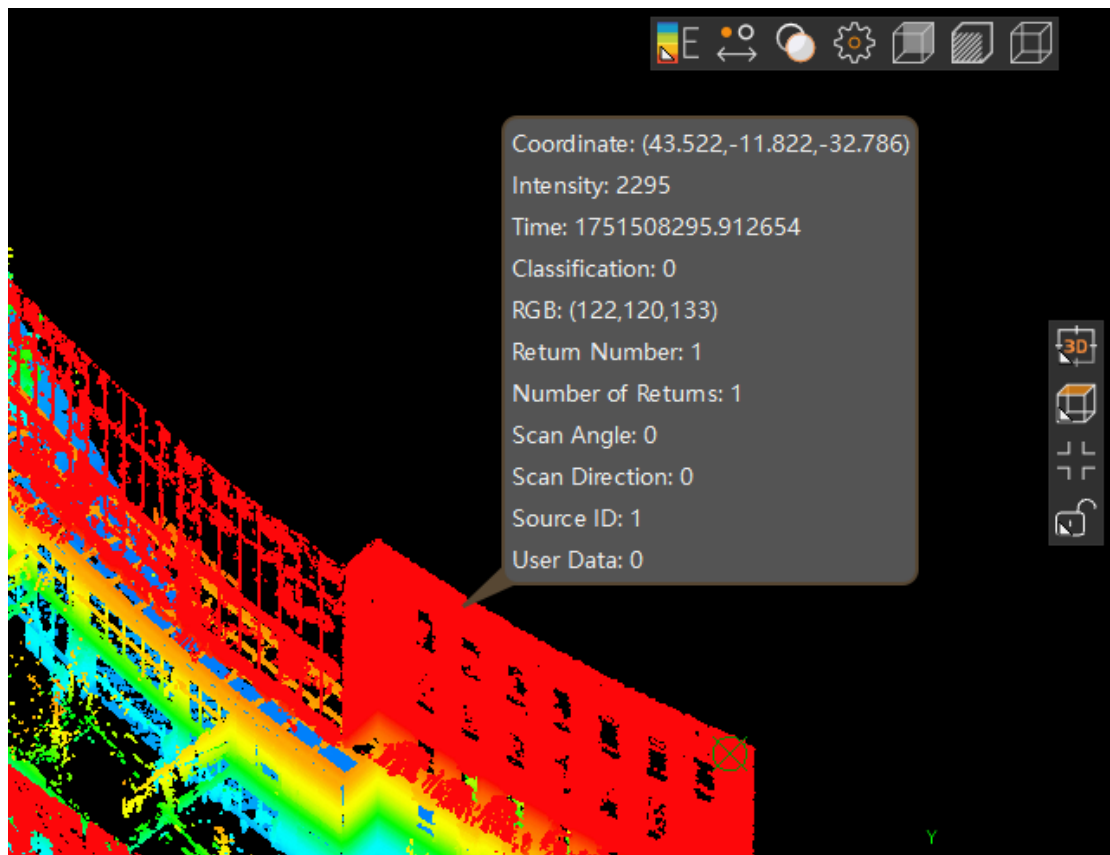 E
Coordinate: (43.522,-11.822,-32.786)
Intensity: 2295
Time: 1751508295.912654
Classification: 0
RGB: (122,120,133)
Return Number: 1
Number of Returns: 1
Scan Angle: 0
Scan Direction: 0
Source ID: 1
User Data: 0
3D
Y